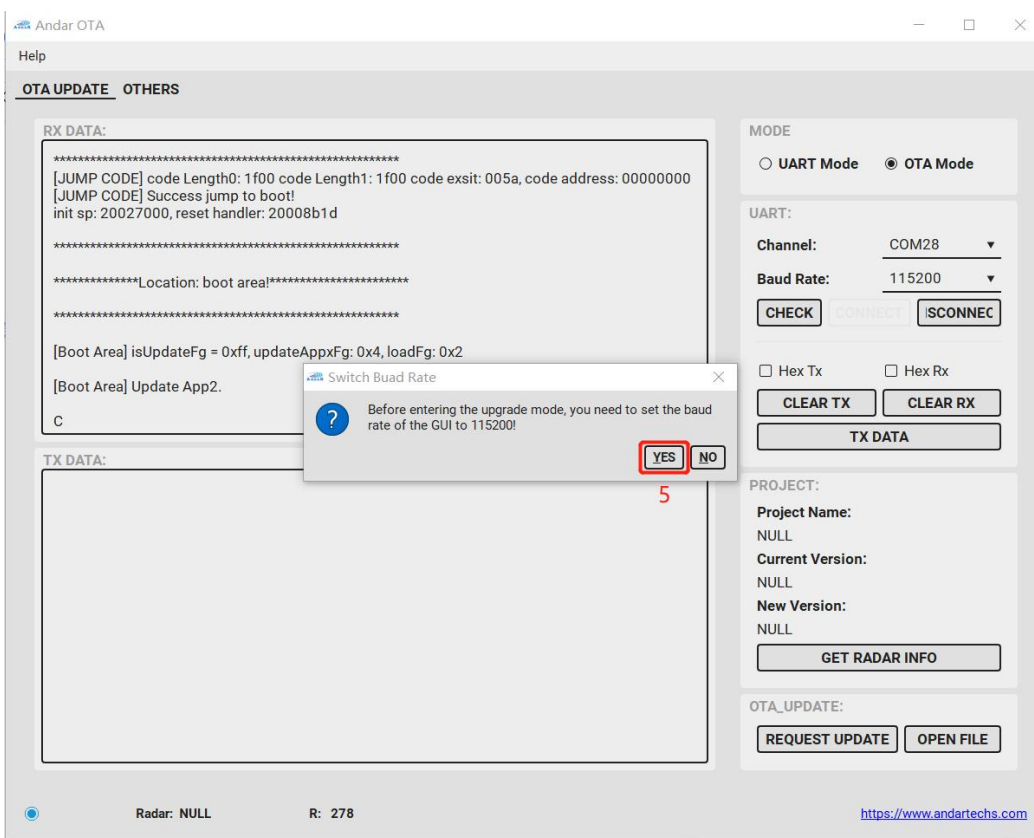 Andar OTA
Help
OTA UPDATE OTHERS
RX DATA:
*********************************************************
[JUMP CODE] code Length0: 1f00 code Length1: 1f00 code exsit: 005a, code address: 00000000
[JUMP CODE] Success jump to boot!
init sp: 20027000, reset handler: 20008b1d
*********************************************************
**************Location: boot area!***********************
*********************************************************
[Boot Area] isUpdateFg = 0xff, updateAppxFg: 0x4, loadFg: 0x2
[Boot Area] Update App2.
C
Switch Buad Rate
Before entering the upgrade mode, you need to set the baud
rate of the GUI to 115200!
YES NO
5
TX DATA:
MODE
UART Mode OTA Mode
UART:
Channel: COM28
Baud Rate: 115200
CHECK CONNECT ISCONNEC
Hex Tx Hex Rx
CLEAR TX CLEAR RX
TX DATA
PROJECT:
Project Name:
NULL
Current Version:
NULL
New Version:
NULL
GET RADAR INFO
OTA_UPDATE:
REQUEST UPDATE OPEN FILE
Radar: NULL R: 278 https://www.andartechs.com